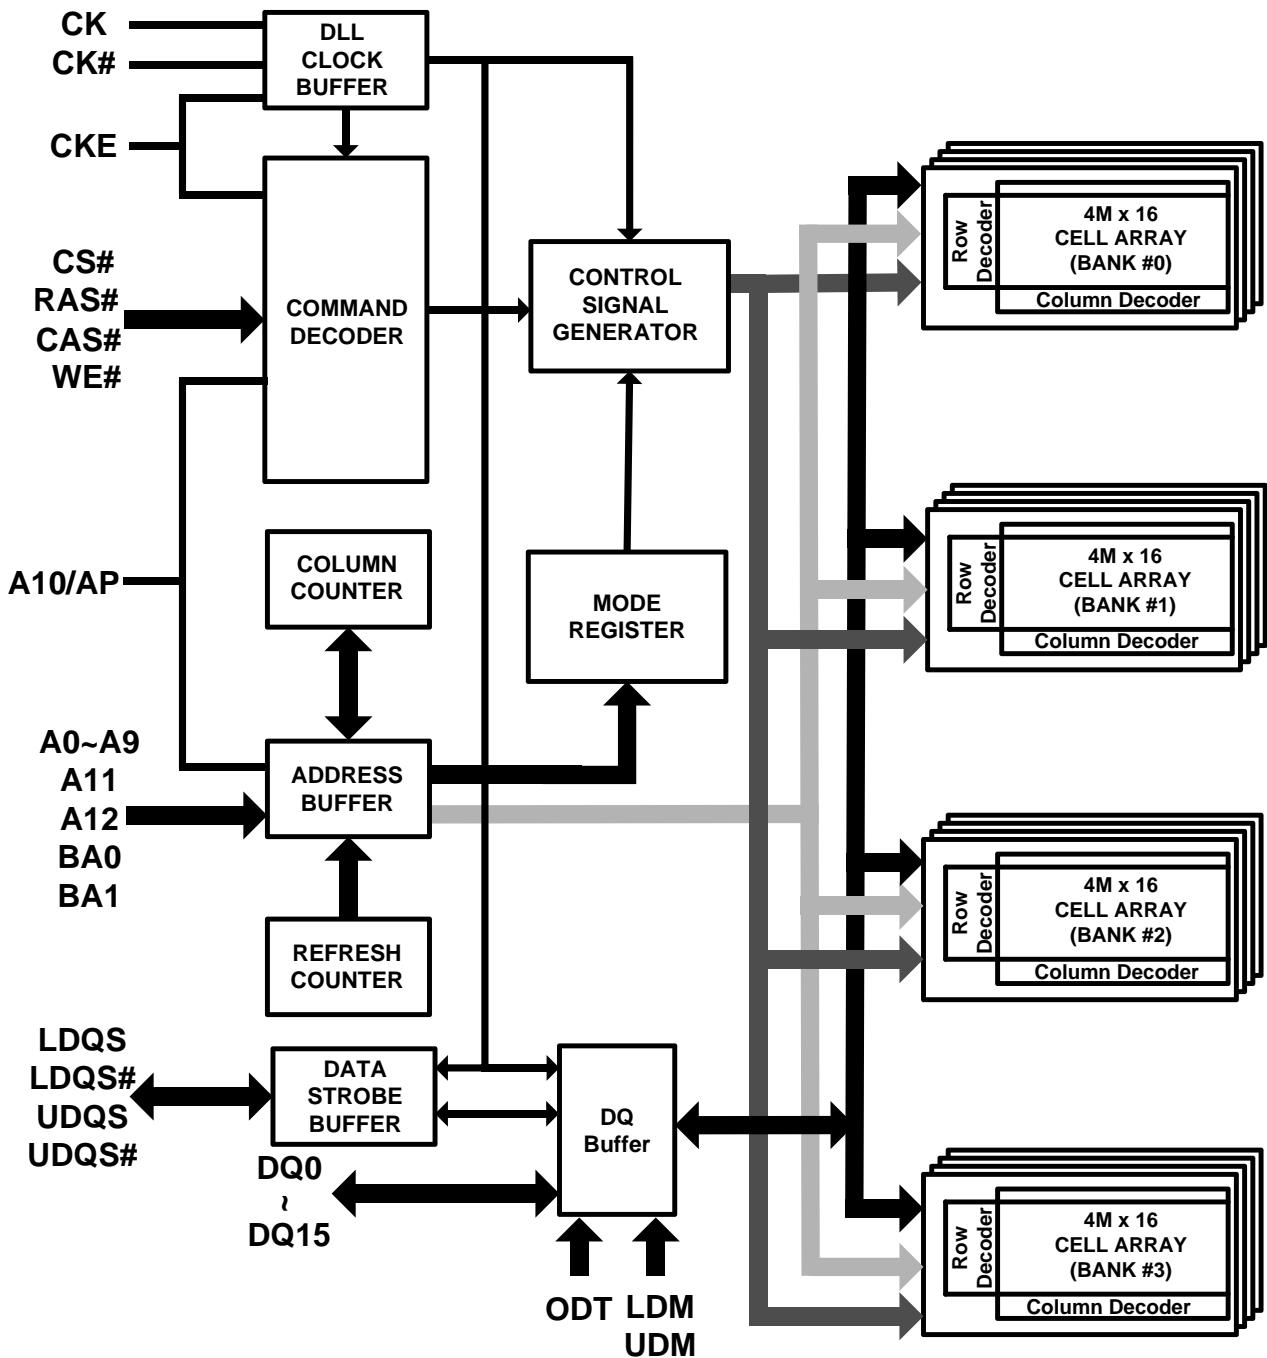 CK
CK#
CKE
DLL
CLOCK
BUFFER
CS#
RAS#
CAS#
WE#
COMMAND
DECODER
CONTROL
SIGNAL
GENERATOR
A10/AP
COLUMN
COUNTER
MODE
REGISTER
A0~A9
A11
A12
BA0
BA1
ADDRESS
BUFFER
REFRESH
COUNTER
LDQS
LDQS#
UDQS
UDQS#
DATA
STROBE
BUFFER
DQ
Buffer
DQ0
~
DQ15
ODT
LDM
UDM
Row
Decoder
4M x 16
CELL ARRAY
(BANK #0)
Column Decoder
Row
Decoder
4M x 16
CELL ARRAY
(BANK #1)
Column Decoder
Row
Decoder
4M x 16
CELL ARRAY
(BANK #2)
Column Decoder
Row
Decoder
4M x 16
CELL ARRAY
(BANK #3)
Column Decoder